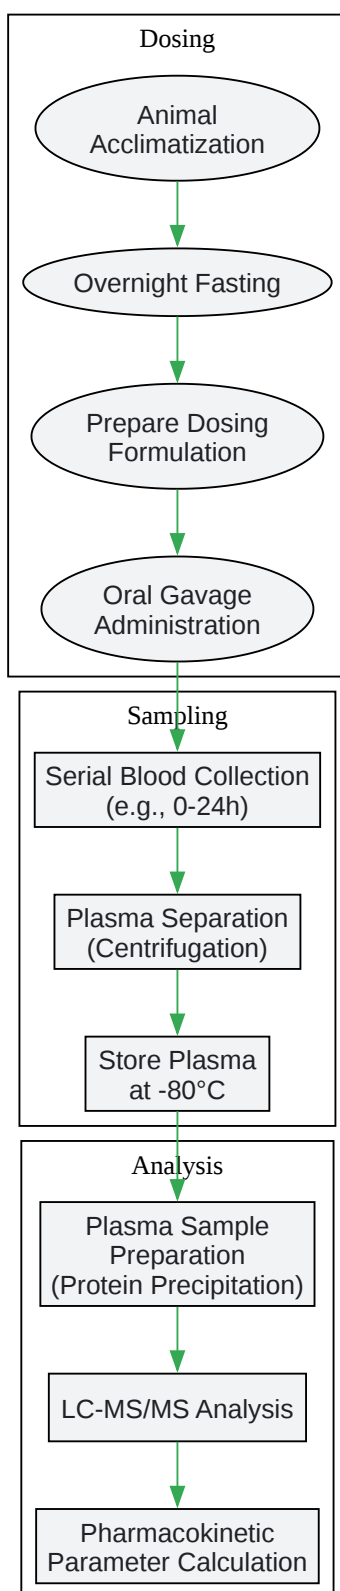 Dosing
Animal
Acclimatization
Overnight Fasting
Prepare Dosing
Formulation
Oral Gavage
Administration
Sampling
Serial Blood Collection
(e.g., 0-24h)
Plasma Separation
(Centrifugation)
Store Plasma
at -80°C
Analysis
Plasma Sample
Preparation
(Protein Precipitation)
LC-MS/MS Analysis
Pharmacokinetic
Parameter Calculation